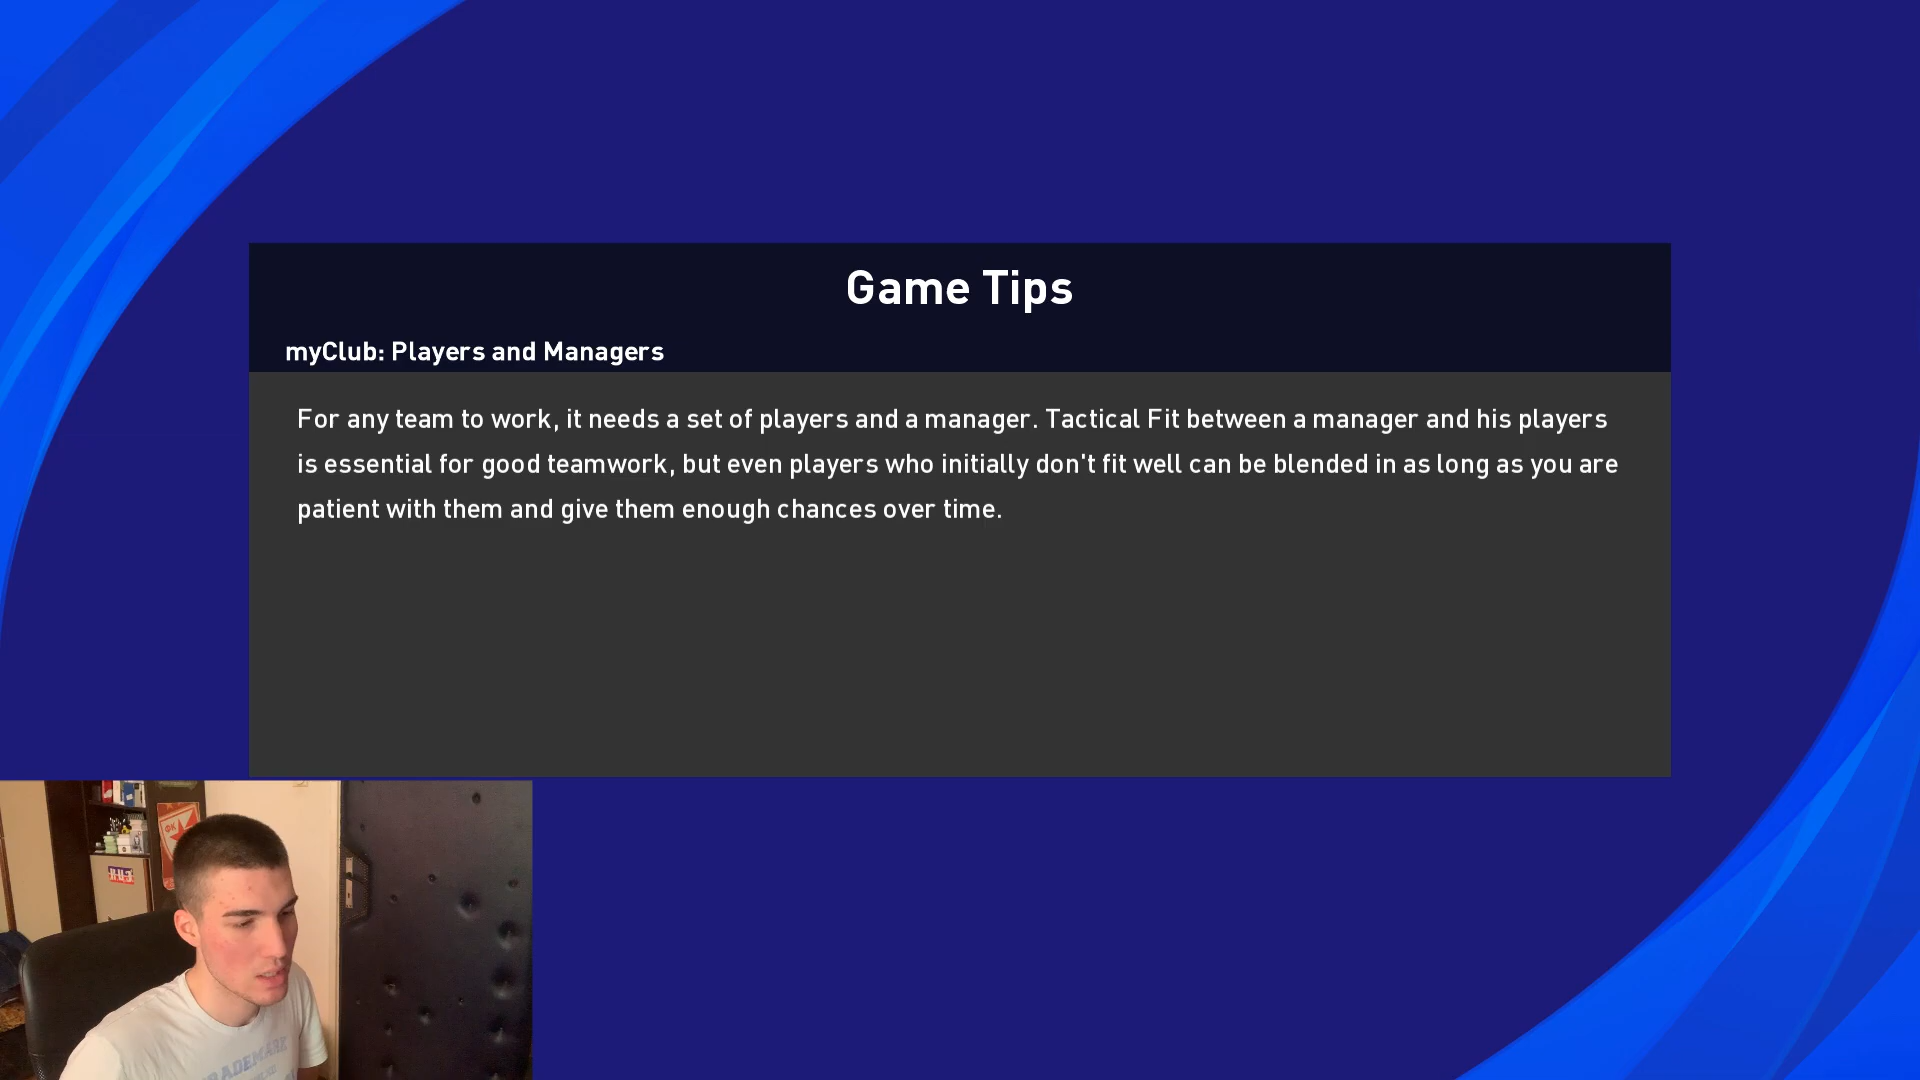 Game Tips
myClub: Players and Managers
For any team to work, it needs a set of players and a manager. Tactical Fit between a manager and his players
is essential for good teamwork, but even players who initially don't fit well can be blended in as long as you are
patient with them and give them enough chances over time.
ФК